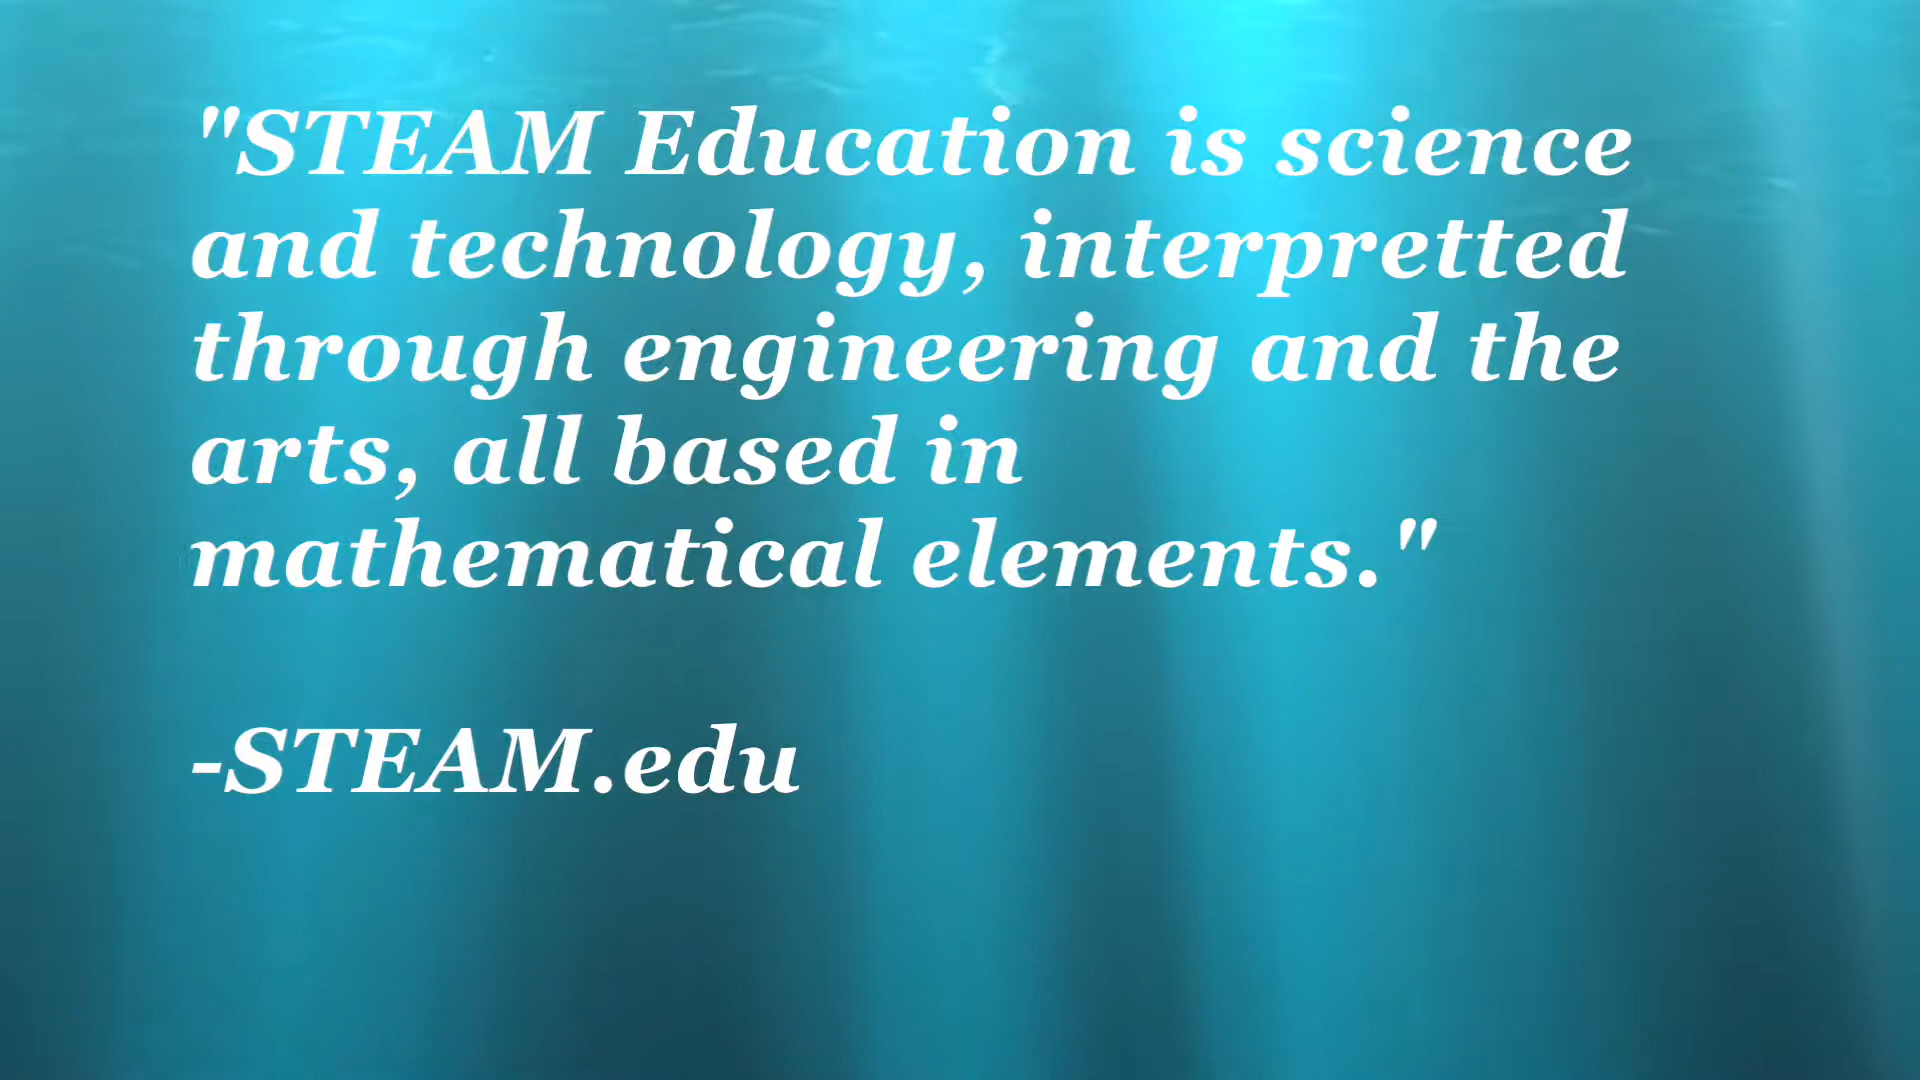 "STEAM Education is science
and technology, interpretted
through engineering and the
arts, all based in
mathematical elements."
-STEAM.edu